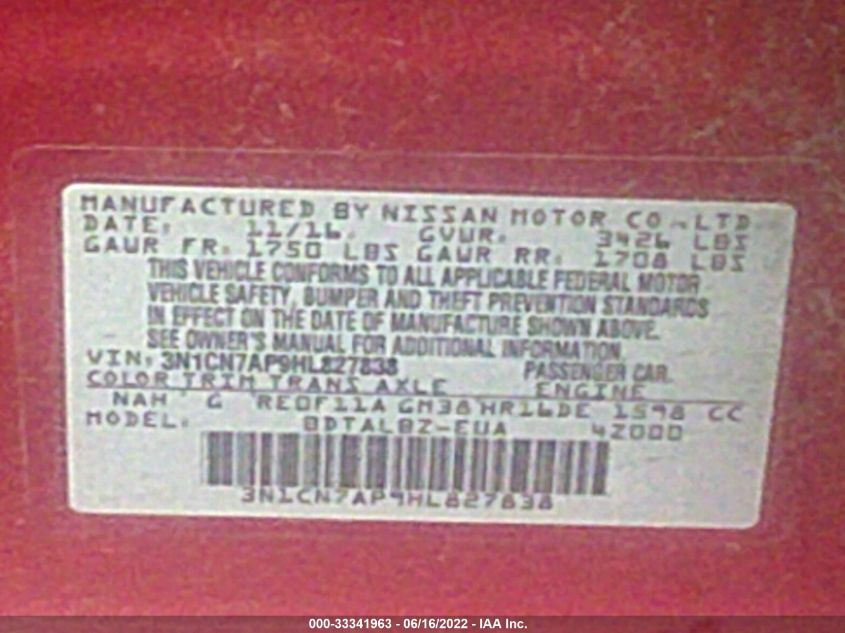 MANUFACTURED BY NISSAN MOTOR CO.,LTD
DATE: 11/16 GVWR: 3426 LBS
GAWR FR: 1750 LBS GAWR RR: 1708 LBS
THIS VEHICLE CONFORMS TO ALL APPLICABLE FEDERAL MOTOR
VEHICLE SAFETY, BUMPER AND THEFT PREVENTION STANDARDS
IN EFFECT ON THE DATE OF MANUFACTURE SHOWN ABOVE.
SEE OWNER'S MANUAL FOR ADDITIONAL INFORMATION.
VIN: 3N1CN7AP9HL827838 PASSENGER CAR
COLOR TRIM TRANS AXLE ENGINE
NAH G RE0F11A GM38 HR16DE 1598 CC
MODEL: BDTALBZ-EUA 4Z000
3N1CN7AP9HL827838
000-33341963 - 06/16/2022 - IAA Inc.